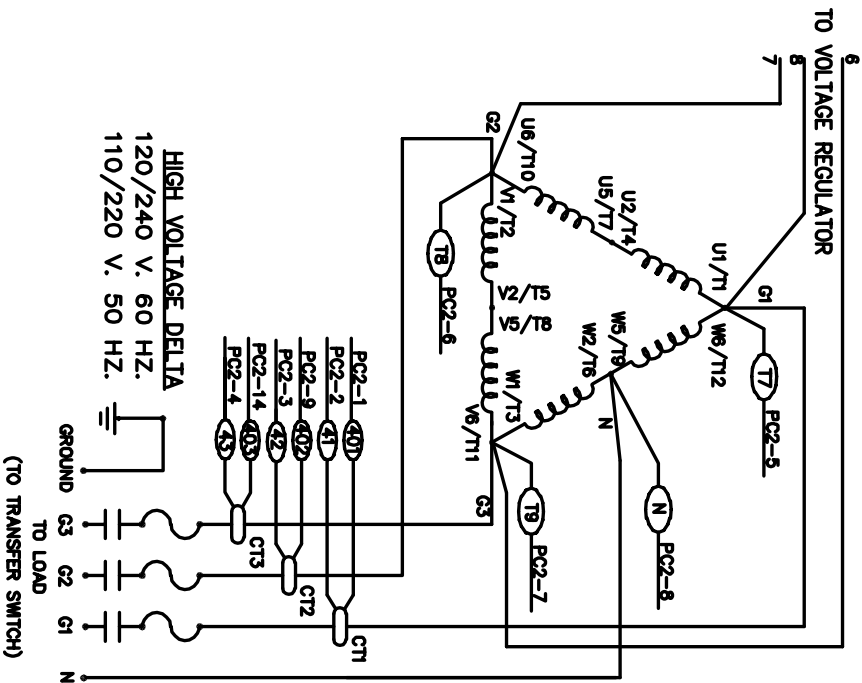 TO VOLTAGE REGULATOR
6
8
7
G2
U6/T10
U5/T7
U2/T4
U1/T1
G1
V1/T2
V2/T5
V5/T8
W5/T9
W2/T6
W6/T12
W1/T3
V6/T11
G3
N
T8
PC2-6
T7
PC2-5
N
PC2-8
T9
PC2-7
HIGH VOLTAGE DELTA
120/240 V. 60 HZ.
110/220 V. 50 HZ.
PC2-1
PC2-2
PC2-9
PC2-3
PC2-14
PC2-4
401
41
402
42
403
43
CT3
CT2
CT1
GROUND
G3
G2
G1
N
TO LOAD
(TO TRANSFER SWITCH)